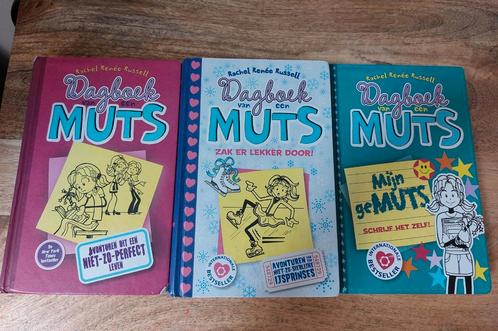 Rachel Renée Russell
Dagboek
van een
MUTS
De New York
Times
bestseller
AVONTUREN UIT EEN
NIET-ZO-PERFECT
LEVEN
Rachel Renée Russell
Dagboek
van een
MUTS
ZAK ER LEKKER DOOR!
INTERNATIONALE
BESTSELLER
AVONTUREN VAN EEN
NIET-ZO-SIERLIJKE
IJSPRINSES
Rachel Renée Russell
Dagboek
van een
MUTS
Mijn
geMUTS
SCHRIJF HET ZELF!
INTERNATIONALE
BESTSELLER